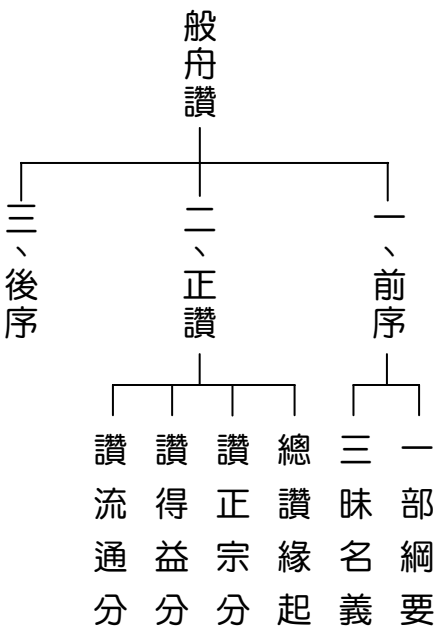 般舟讚
一、前序
二、正讚
三、後序
一部綱要
三昧名義
總讚緣起
讚正宗分
讚得益分
讚流通分